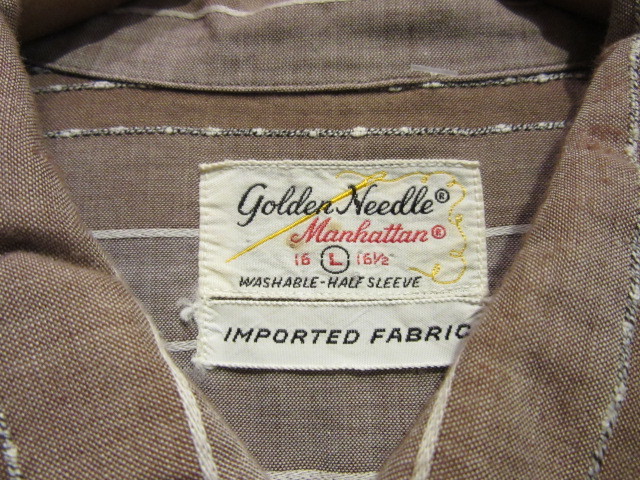 Golden Needle®
Manhattan®
16 L 16½
WASHABLE-HALF SLEEVE
IMPORTED FABRIC